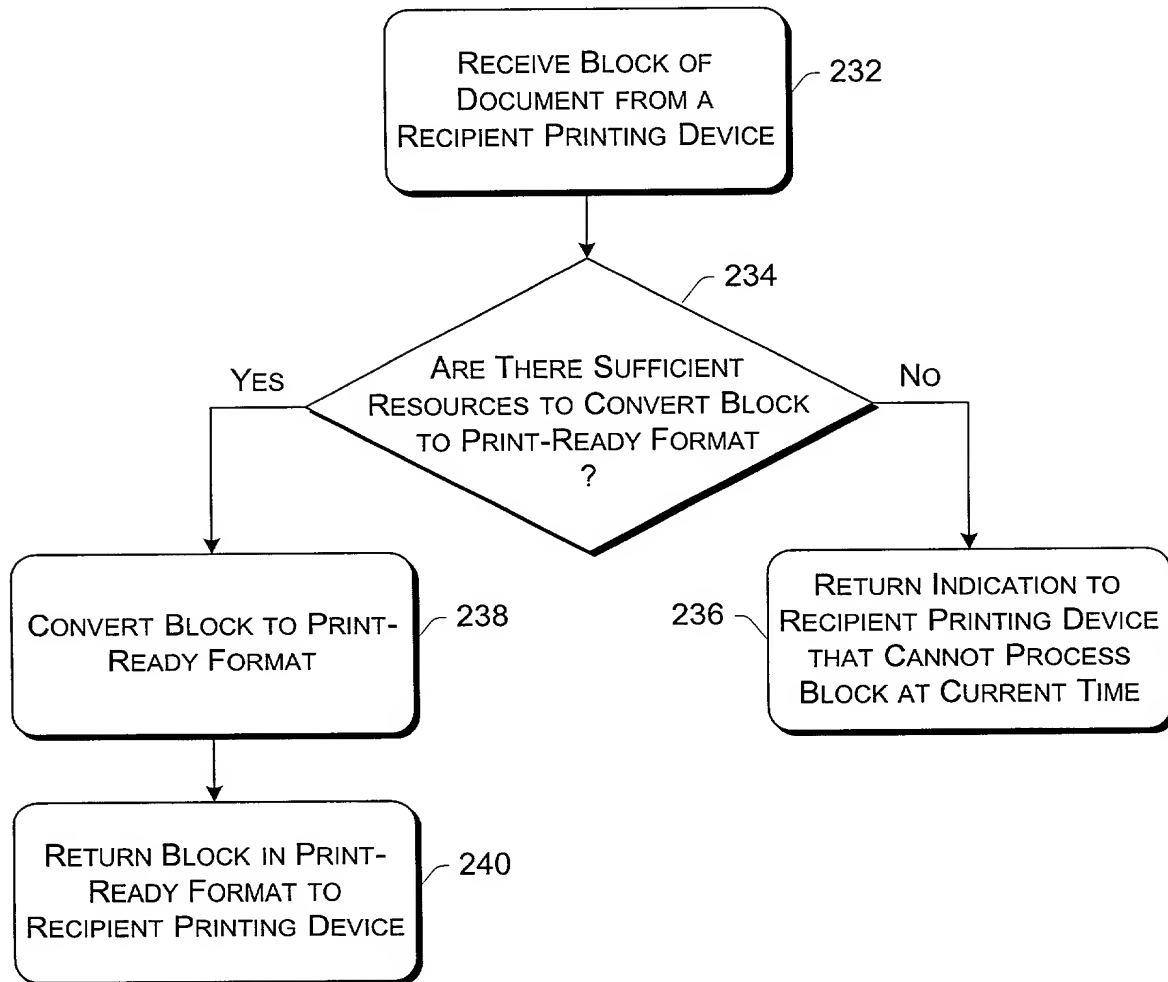 RECEIVE BLOCK OF
DOCUMENT FROM A
RECIPIENT PRINTING DEVICE
232
234
ARE THERE SUFFICIENT
RESOURCES TO CONVERT BLOCK
TO PRINT-READY FORMAT
?
YES
NO
CONVERT BLOCK TO PRINT-
READY FORMAT
238
236
RETURN INDICATION TO
RECIPIENT PRINTING DEVICE
THAT CANNOT PROCESS
BLOCK AT CURRENT TIME
RETURN BLOCK IN PRINT-
READY FORMAT TO
RECIPIENT PRINTING DEVICE
240